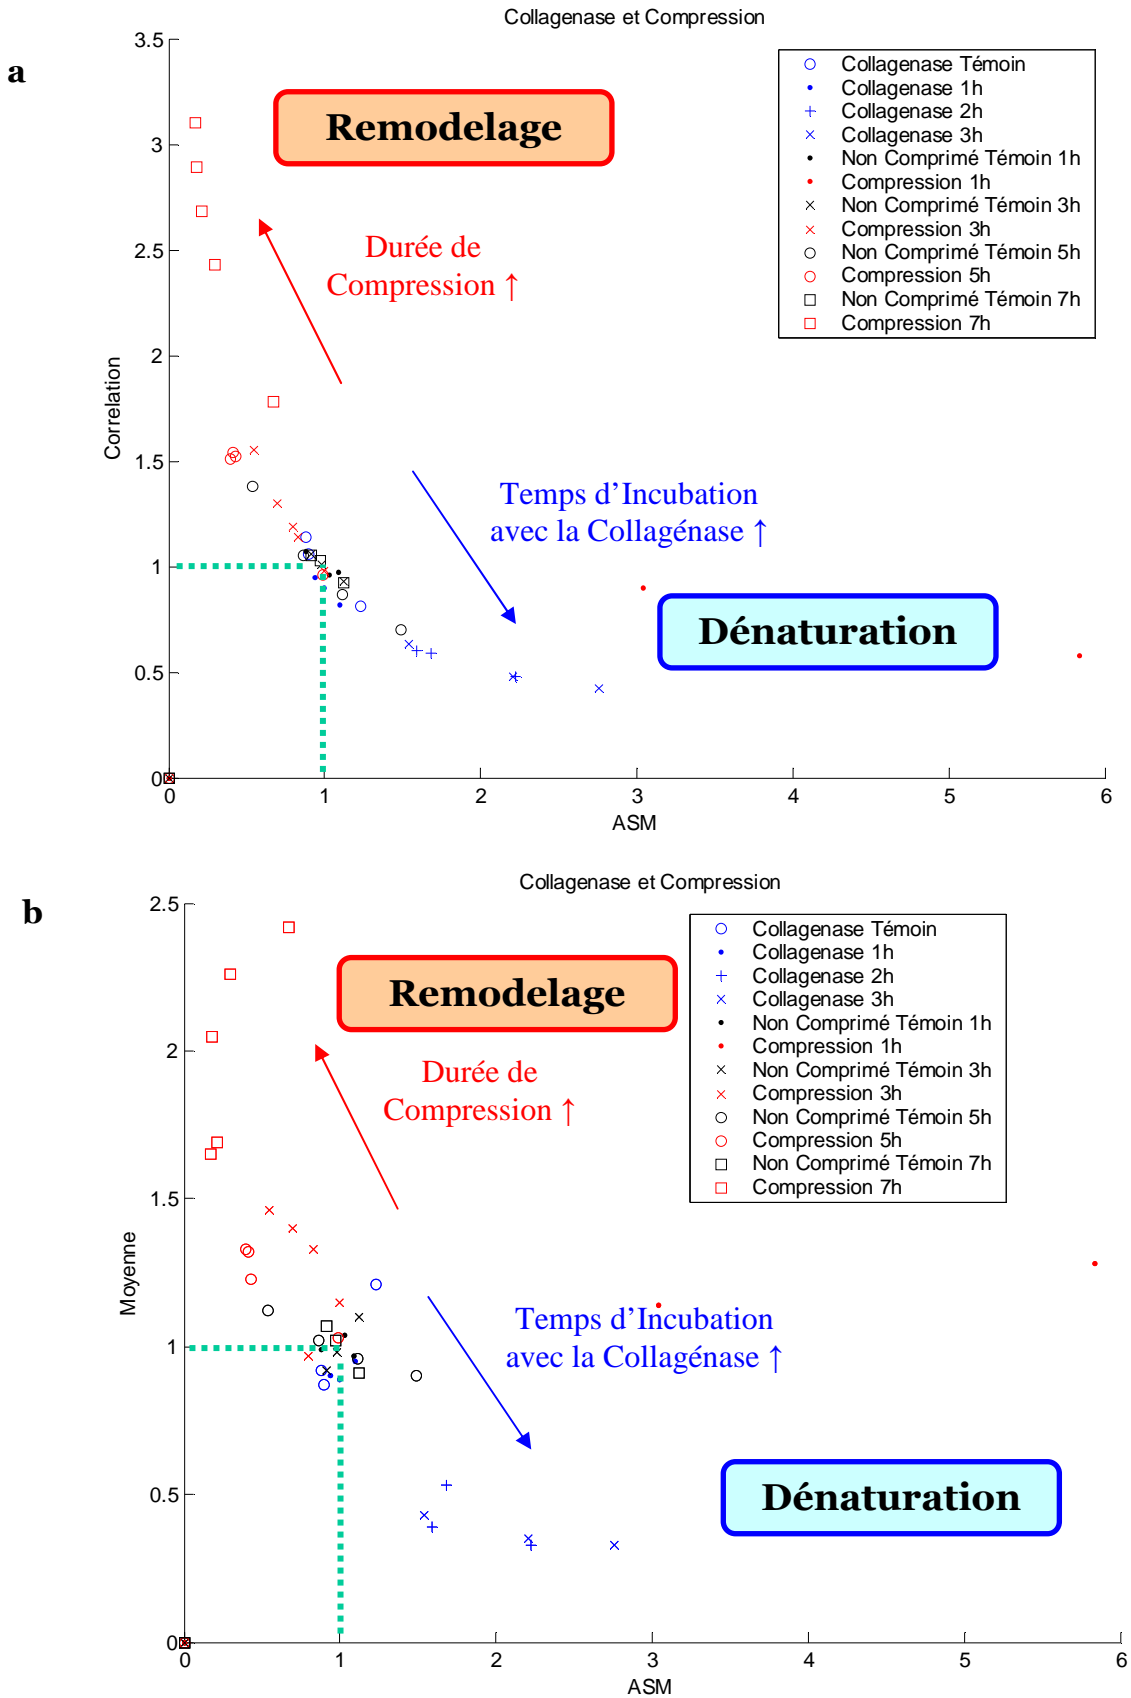 Collagenase et Compression
a
3.5
3
2.5
2
1.5
1
0.5
0
Correlation
0 1 2 3 4 5 6
ASM
Collagenase Témoin
Collagenase 1h
Collagenase 2h
Collagenase 3h
Non Comprimé Témoin 1h
Compression 1h
Non Comprimé Témoin 3h
Compression 3h
Non Comprimé Témoin 5h
Compression 5h
Non Comprimé Témoin 7h
Compression 7h
Remodelage
Durée de
Compression ↑
Temps d’Incubation
avec la Collagénase ↑
Dénaturation
Collagenase et Compression
b
2.5
2
1.5
1
0.5
0
Moyenne
0 1 2 3 4 5 6
ASM
Collagenase Témoin
Collagenase 1h
Collagenase 2h
Collagenase 3h
Non Comprimé Témoin 1h
Compression 1h
Non Comprimé Témoin 3h
Compression 3h
Non Comprimé Témoin 5h
Compression 5h
Non Comprimé Témoin 7h
Compression 7h
Remodelage
Durée de
Compression ↑
Temps d’Incubation
avec la Collagénase ↑
Dénaturation